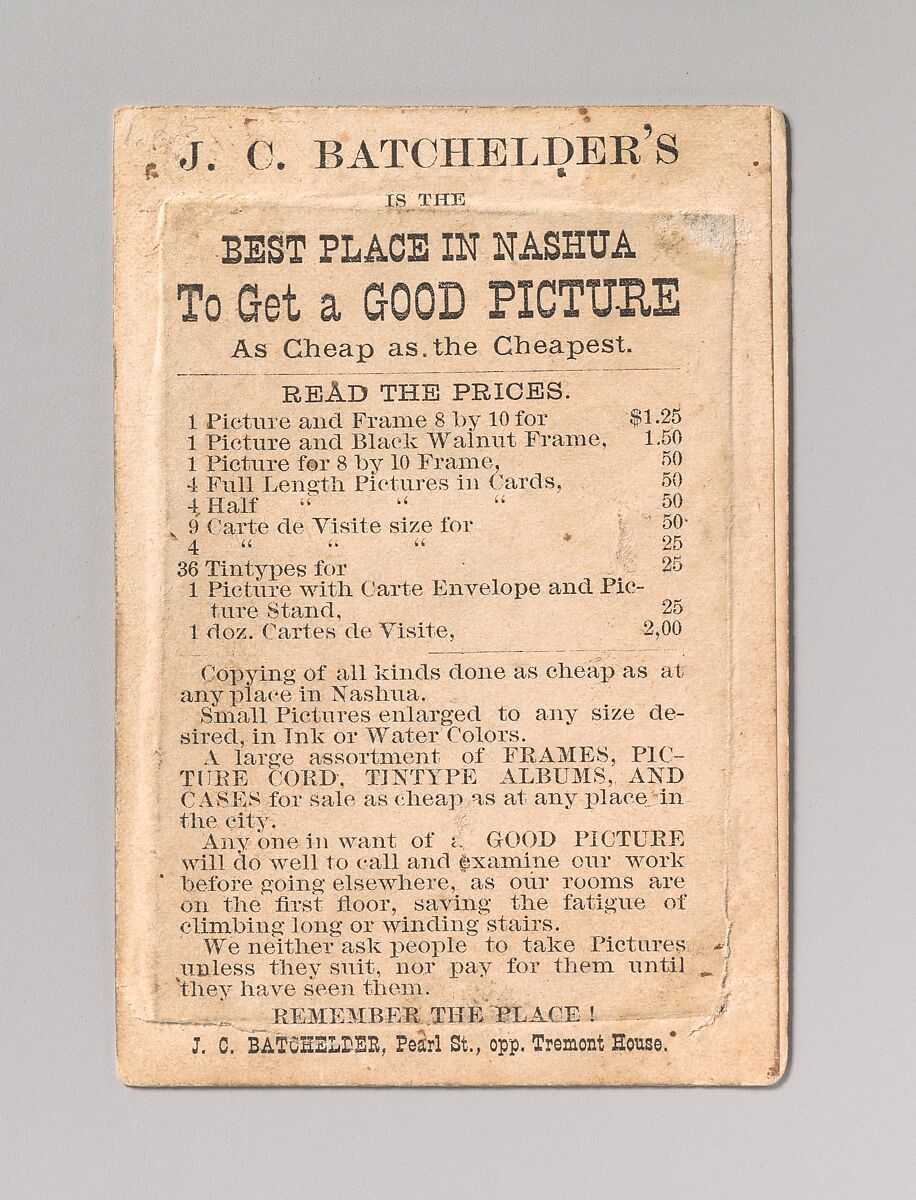 J. C. BATCHELDER'S
IS THE
BEST PLACE IN NASHUA
To Get a GOOD PICTURE
As Cheap as the Cheapest.
READ THE PRICES.
1 Picture and Frame 8 by 10 for $1.25
1 Picture and Black Walnut Frame, 1.50
1 Picture for 8 by 10 Frame, 50
4 Full Length Pictures in Cards, 50
4 Half “ “ “ 50
9 Carte de Visite size for 50
4 “ “ “ 25
36 Tintypes for 25
1 Picture with Carte Envelope and Pic-
ture Stand, 25
1 doz. Cartes de Visite, 2,00
Copying of all kinds done as cheap as at
any place in Nashua.
Small Pictures enlarged to any size de-
sired, in Ink or Water Colors.
A large assortment of FRAMES, PIC-
TURE CORD, TINTYPE ALBUMS, AND
CASES for sale as cheap as at any place in
the city.
Any one in want of a GOOD PICTURE
will do well to call and examine our work
before going elsewhere, as our rooms are
on the first floor, saving the fatigue of
climbing long or winding stairs.
We neither ask people to take Pictures
unless they suit, nor pay for them until
they have seen them.
REMEMBER THE PLACE !
J. C. BATCHELDER, Pearl St., opp. Tremont House.